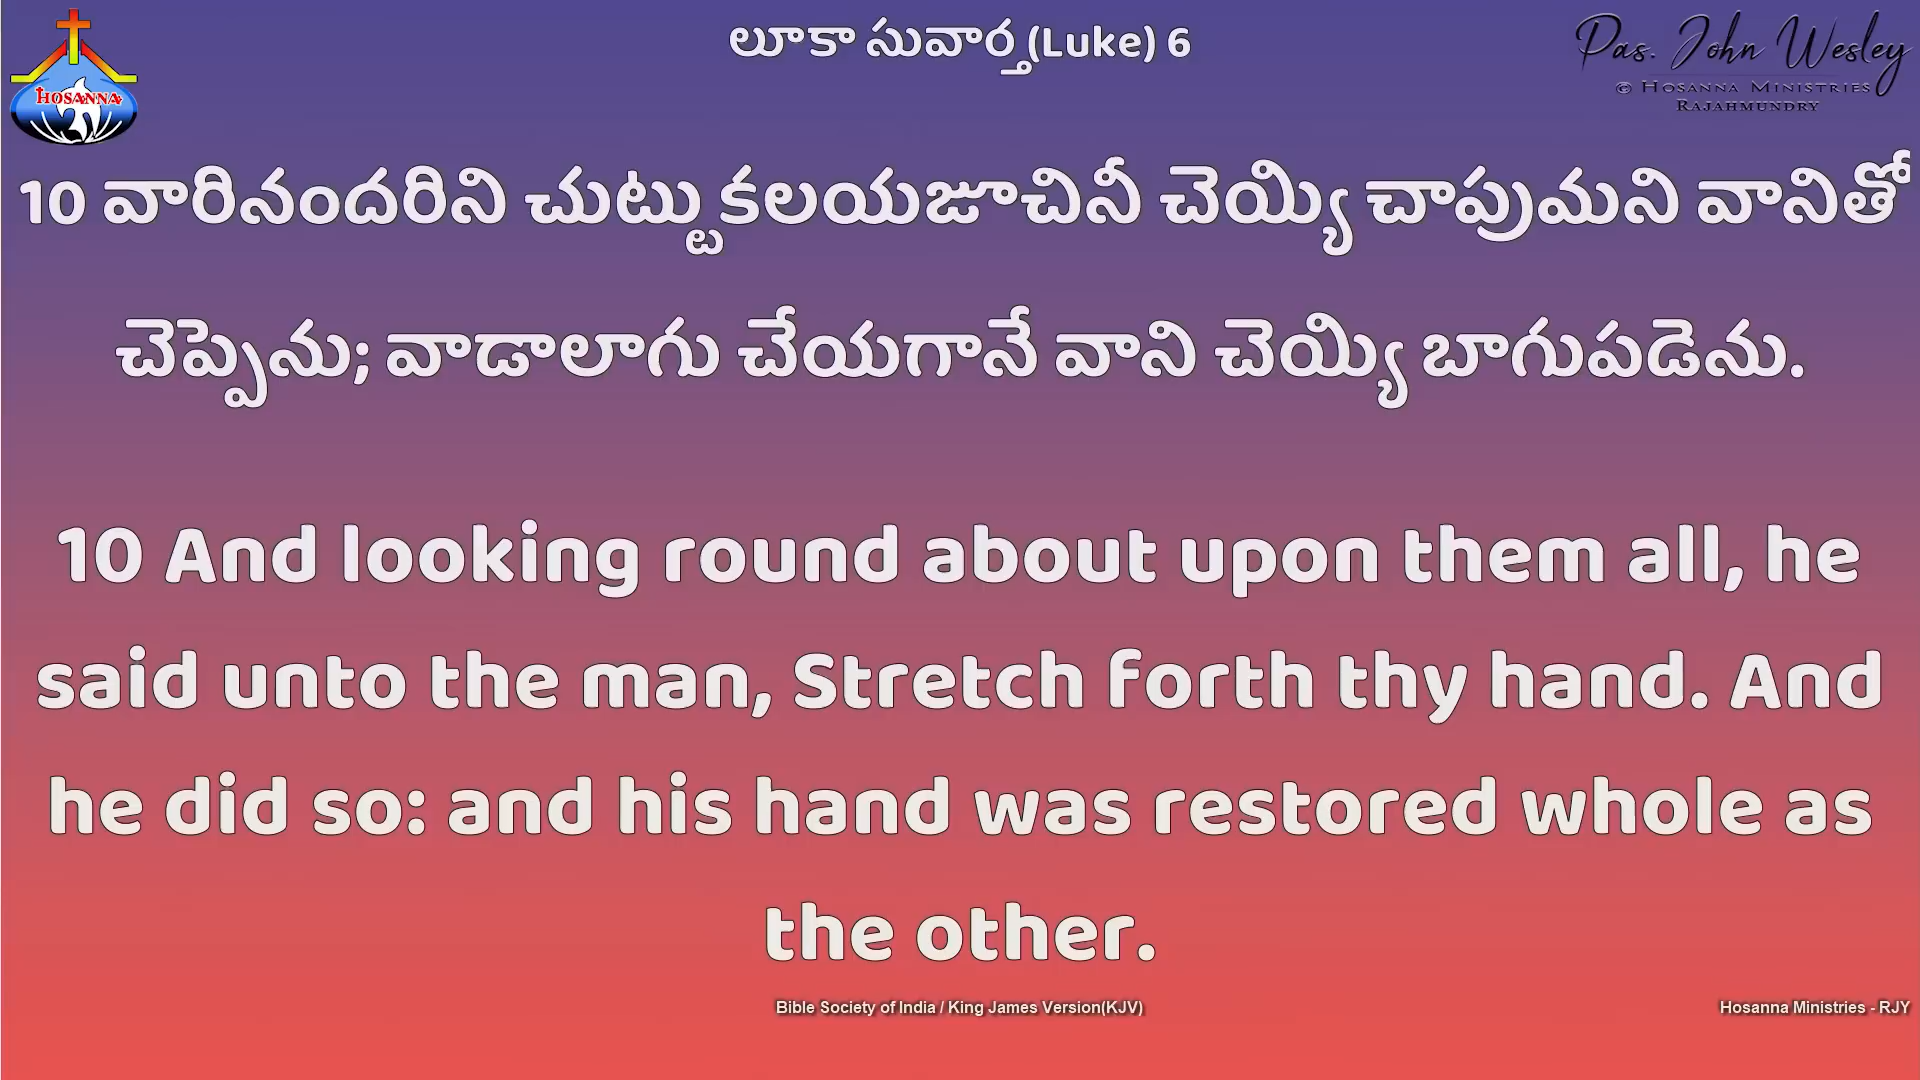 లూకా సువార్త(Luke) 6
Pas. John Wesley
© HOSANNA MINISTRIES
RAJAHMUNDRY
HOSANNA
10 వారినందరిని చుట్టుకలయజూచినీ చెయ్యి చాపుమని వానితో
చెప్పెను; వాడాలాగు చేయగానే వాని చెయ్యి బాగుపడెను.
10 And looking round about upon them all, he
said unto the man, Stretch forth thy hand. And
he did so: and his hand was restored whole as
the other.
Bible Society of India / King James Version(KJV)
Hosanna Ministries - RJY